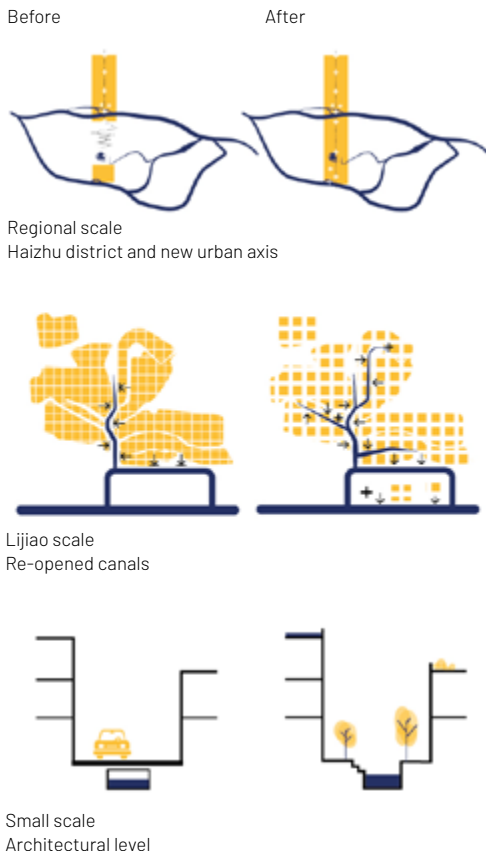 Before
After
Regional scale
Haizhu district and new urban axis
Lijiao scale
Re-opened canals
Small scale
Architectural level